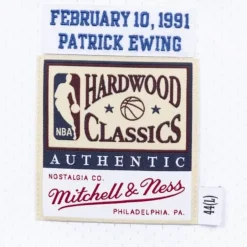 FEBRUARY 10, 1991
PATRICK EWING
HARDWOOD
NBA
CLASSICS
AUTHENTIC
NOSTALGIA CO.
Mitchell & Ness
PHILADELPHIA, PA.
44(L)